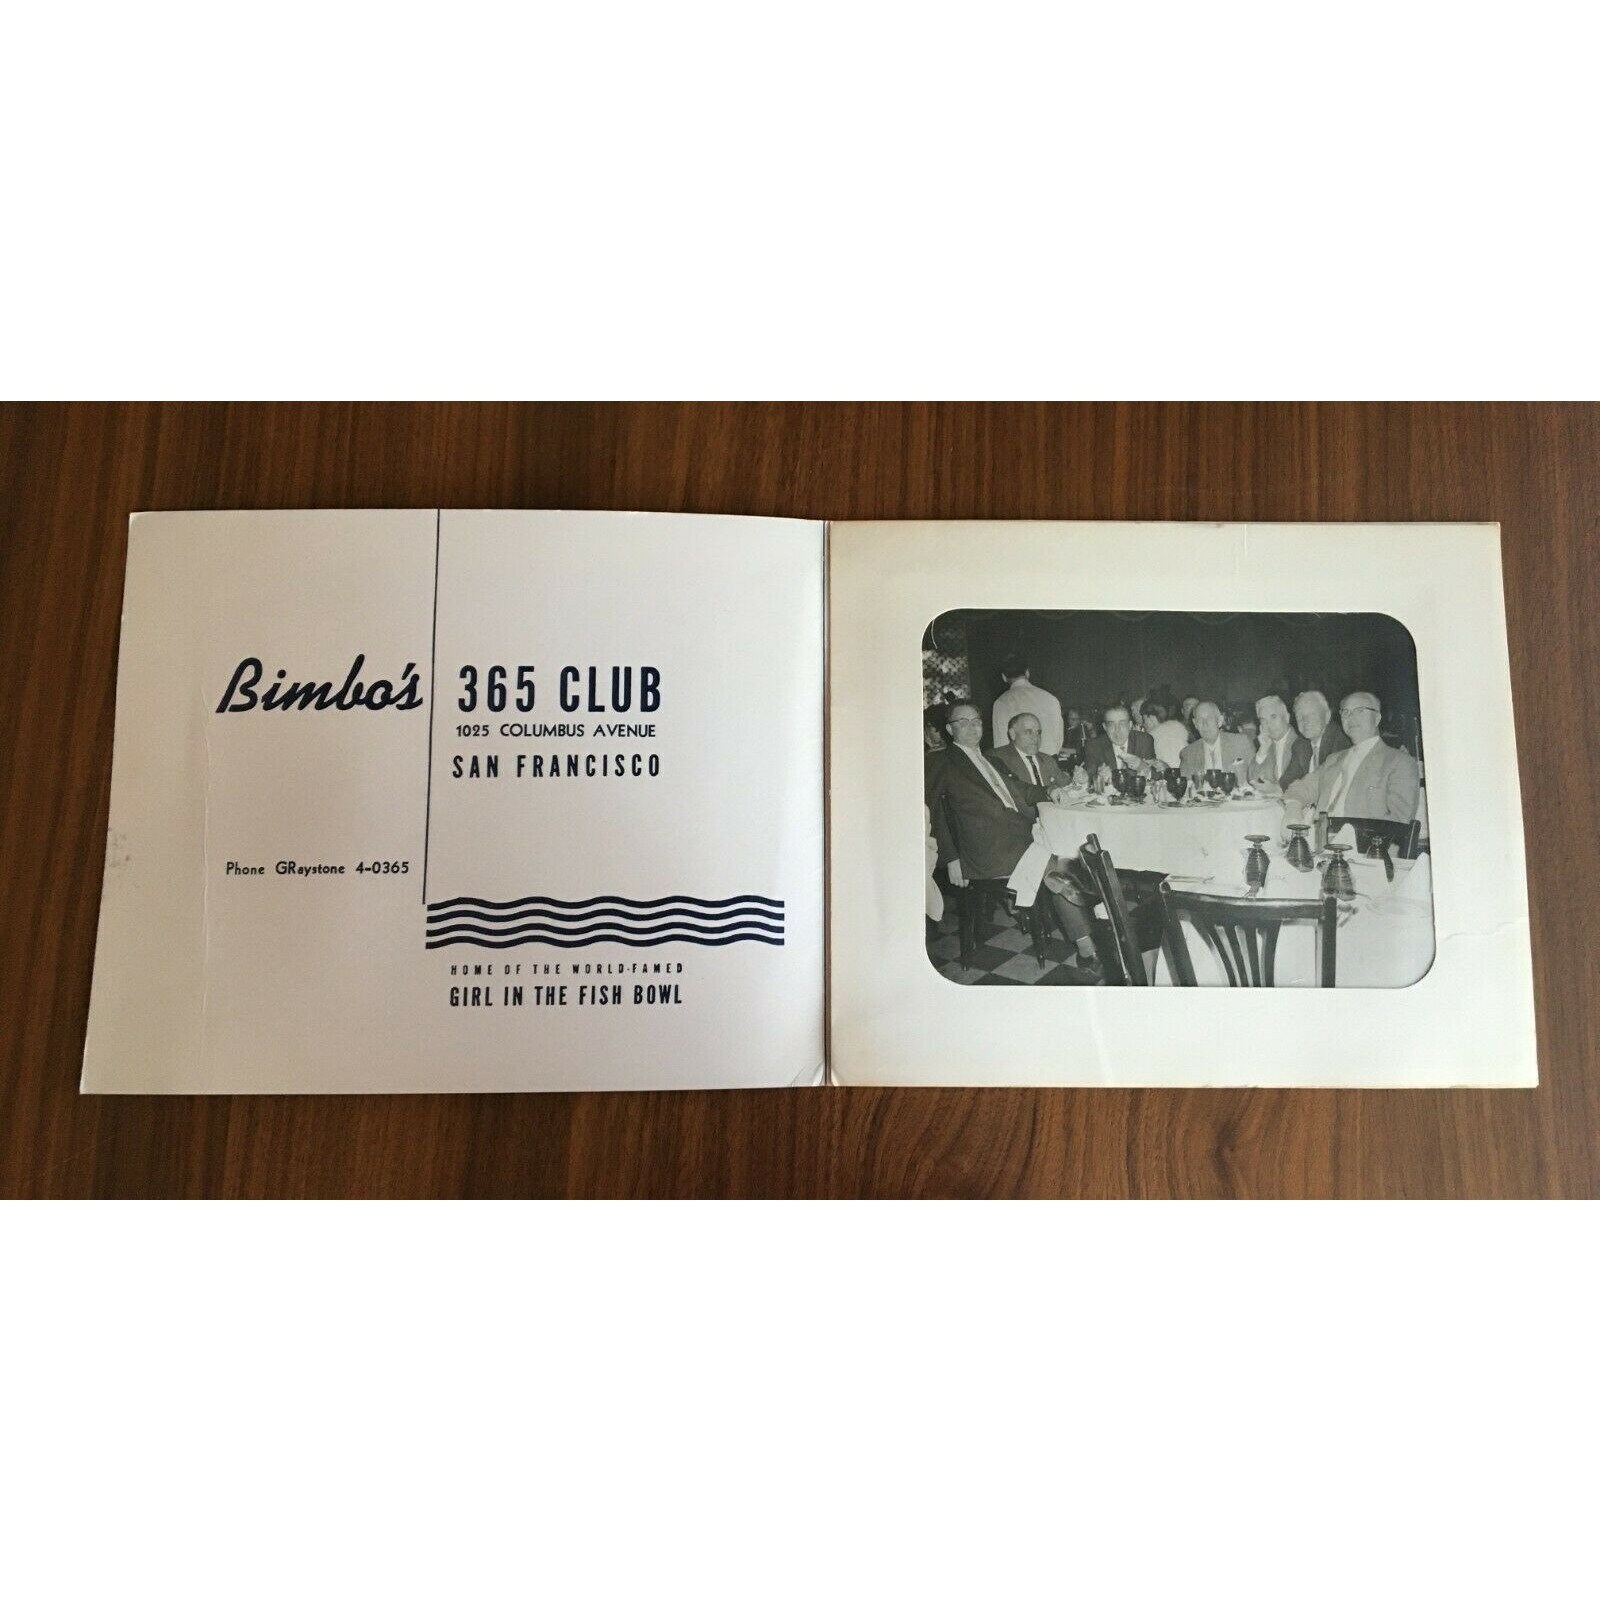 Bimbo's 365 CLUB
1025 COLUMBUS AVENUE
SAN FRANCISCO
Phone GRaystone 4-0365
HOME OF THE WORLD-FAMED
GIRL IN THE FISH BOWL